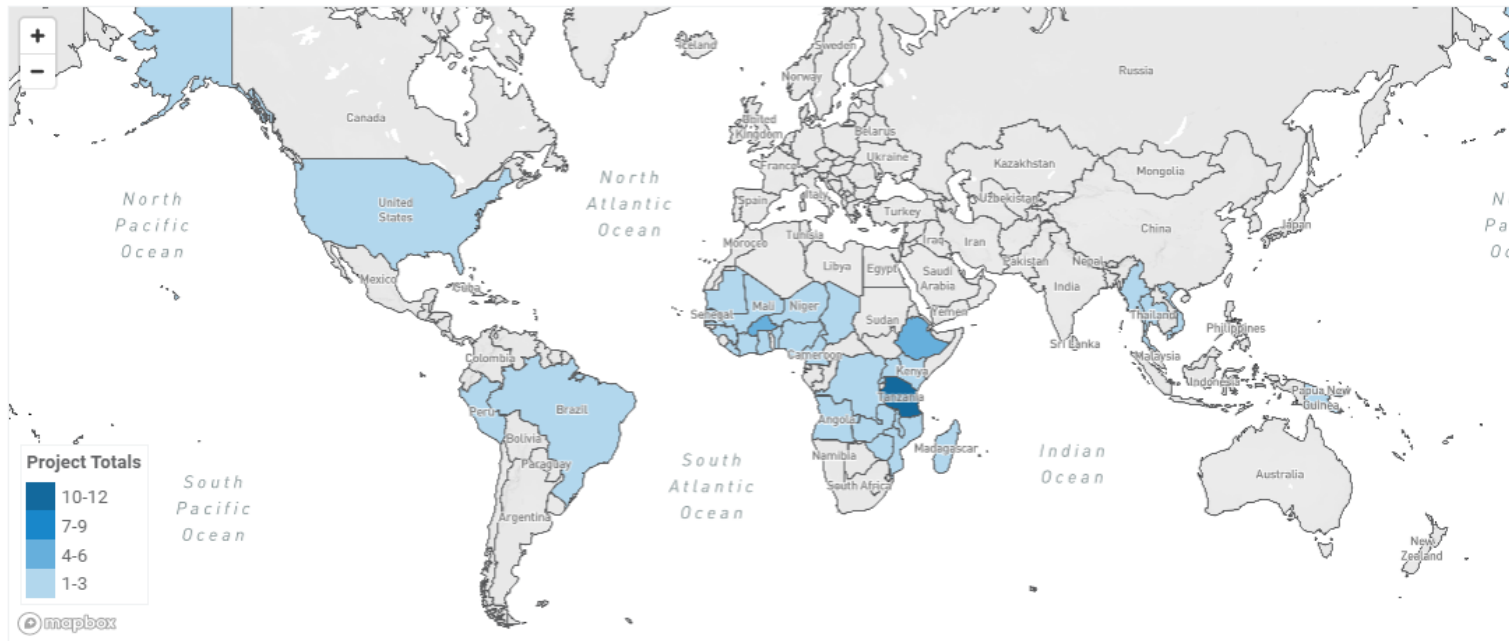 +
−
Iceland
Sweden
Norway
Russia
Canada
United
Kingdom
Belarus
Ukraine
France
Kazakhstan
Mongolia
North
Pacific
Ocean
North
Atlantic
Ocean
United
States
Spain
Italy
Turkey
Uzbekistan
China
Japan
Morocco
Tunisia
Iraq
Iran
Pakistan
Nepal
Libya
Egypt
Saudi
Arabia
India
Mexico
Cuba
Mali
Niger
Senegal
Sudan
Yemen
Thailand
Philippines
Sri Lanka
Colombia
Cameroon
Kenya
Malaysia
Indonesia
Papua New
Guinea
Tanzania
Peru
Brazil
Angola
Bolivia
Madagascar
Indian
Ocean
Namibia
Paraguay
South Africa
Australia
South
Atlantic
Ocean
South
Pacific
Ocean
Argentina
New
Zealand
N
Pa
Oc
Project Totals
10-12
7-9
4-6
1-3
mapbox